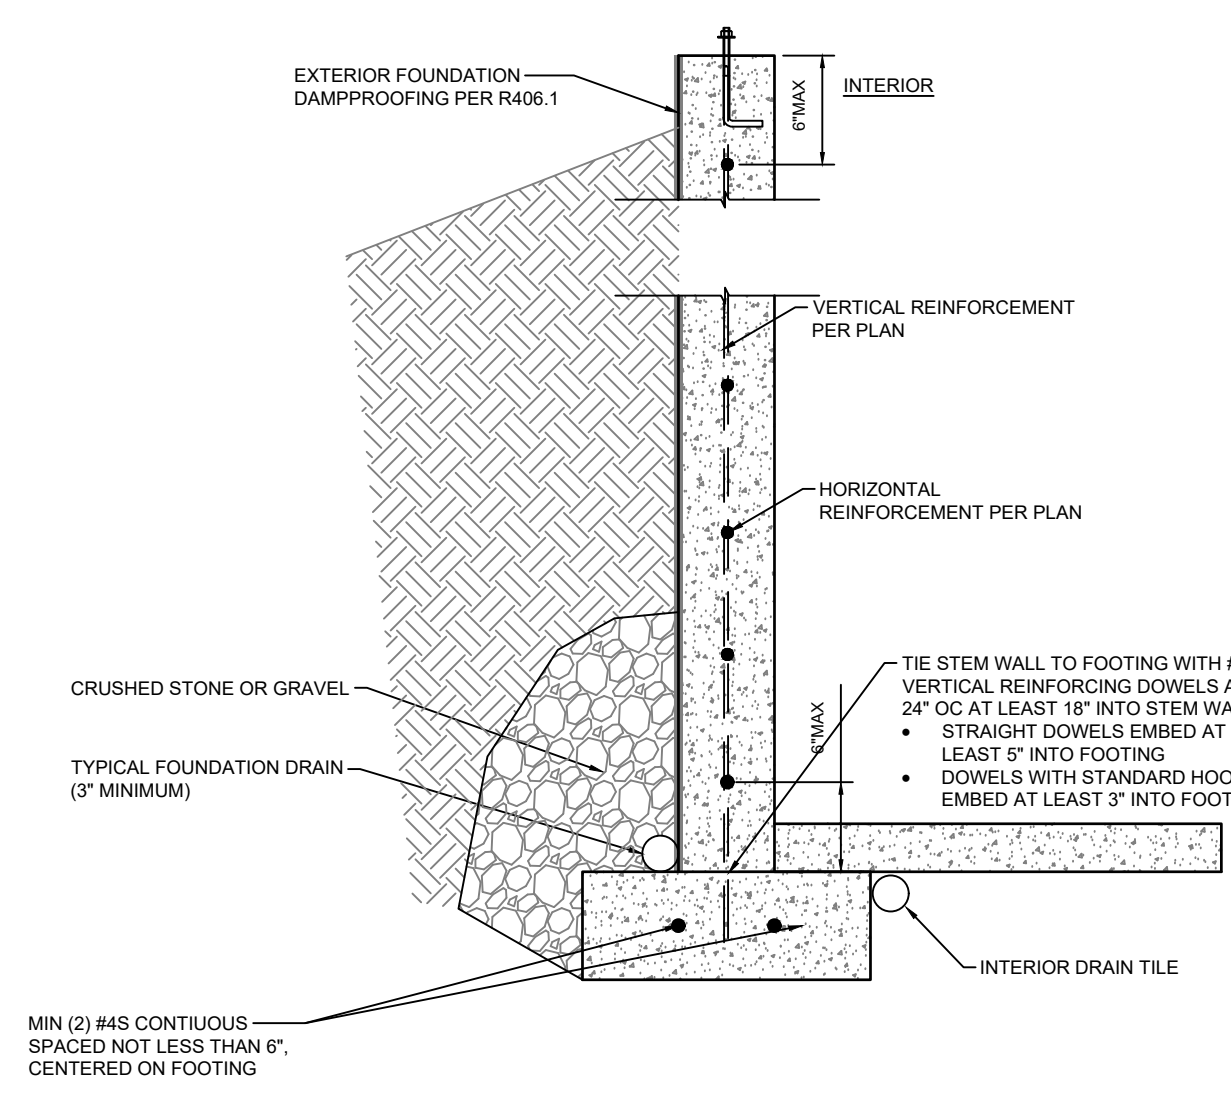 EXTERIOR FOUNDATION
DAMPPROOFING PER R406.1
6"MAX
INTERIOR
VERTICAL REINFORCEMENT
PER PLAN
HORIZONTAL
REINFORCEMENT PER PLAN
CRUSHED STONE OR GRAVEL
TYPICAL FOUNDATION DRAIN
(3" MINIMUM)
6"MAX
TIE STEM WALL TO FOOTING WITH #
VERTICAL REINFORCING DOWELS A
24" OC AT LEAST 18" INTO STEM WA
• STRAIGHT DOWELS EMBED AT
LEAST 5" INTO FOOTING
• DOWELS WITH STANDARD HOO
EMBED AT LEAST 3" INTO FOOT
INTERIOR DRAIN TILE
MIN (2) #4S CONTIUOUS
SPACED NOT LESS THAN 6",
CENTERED ON FOOTING